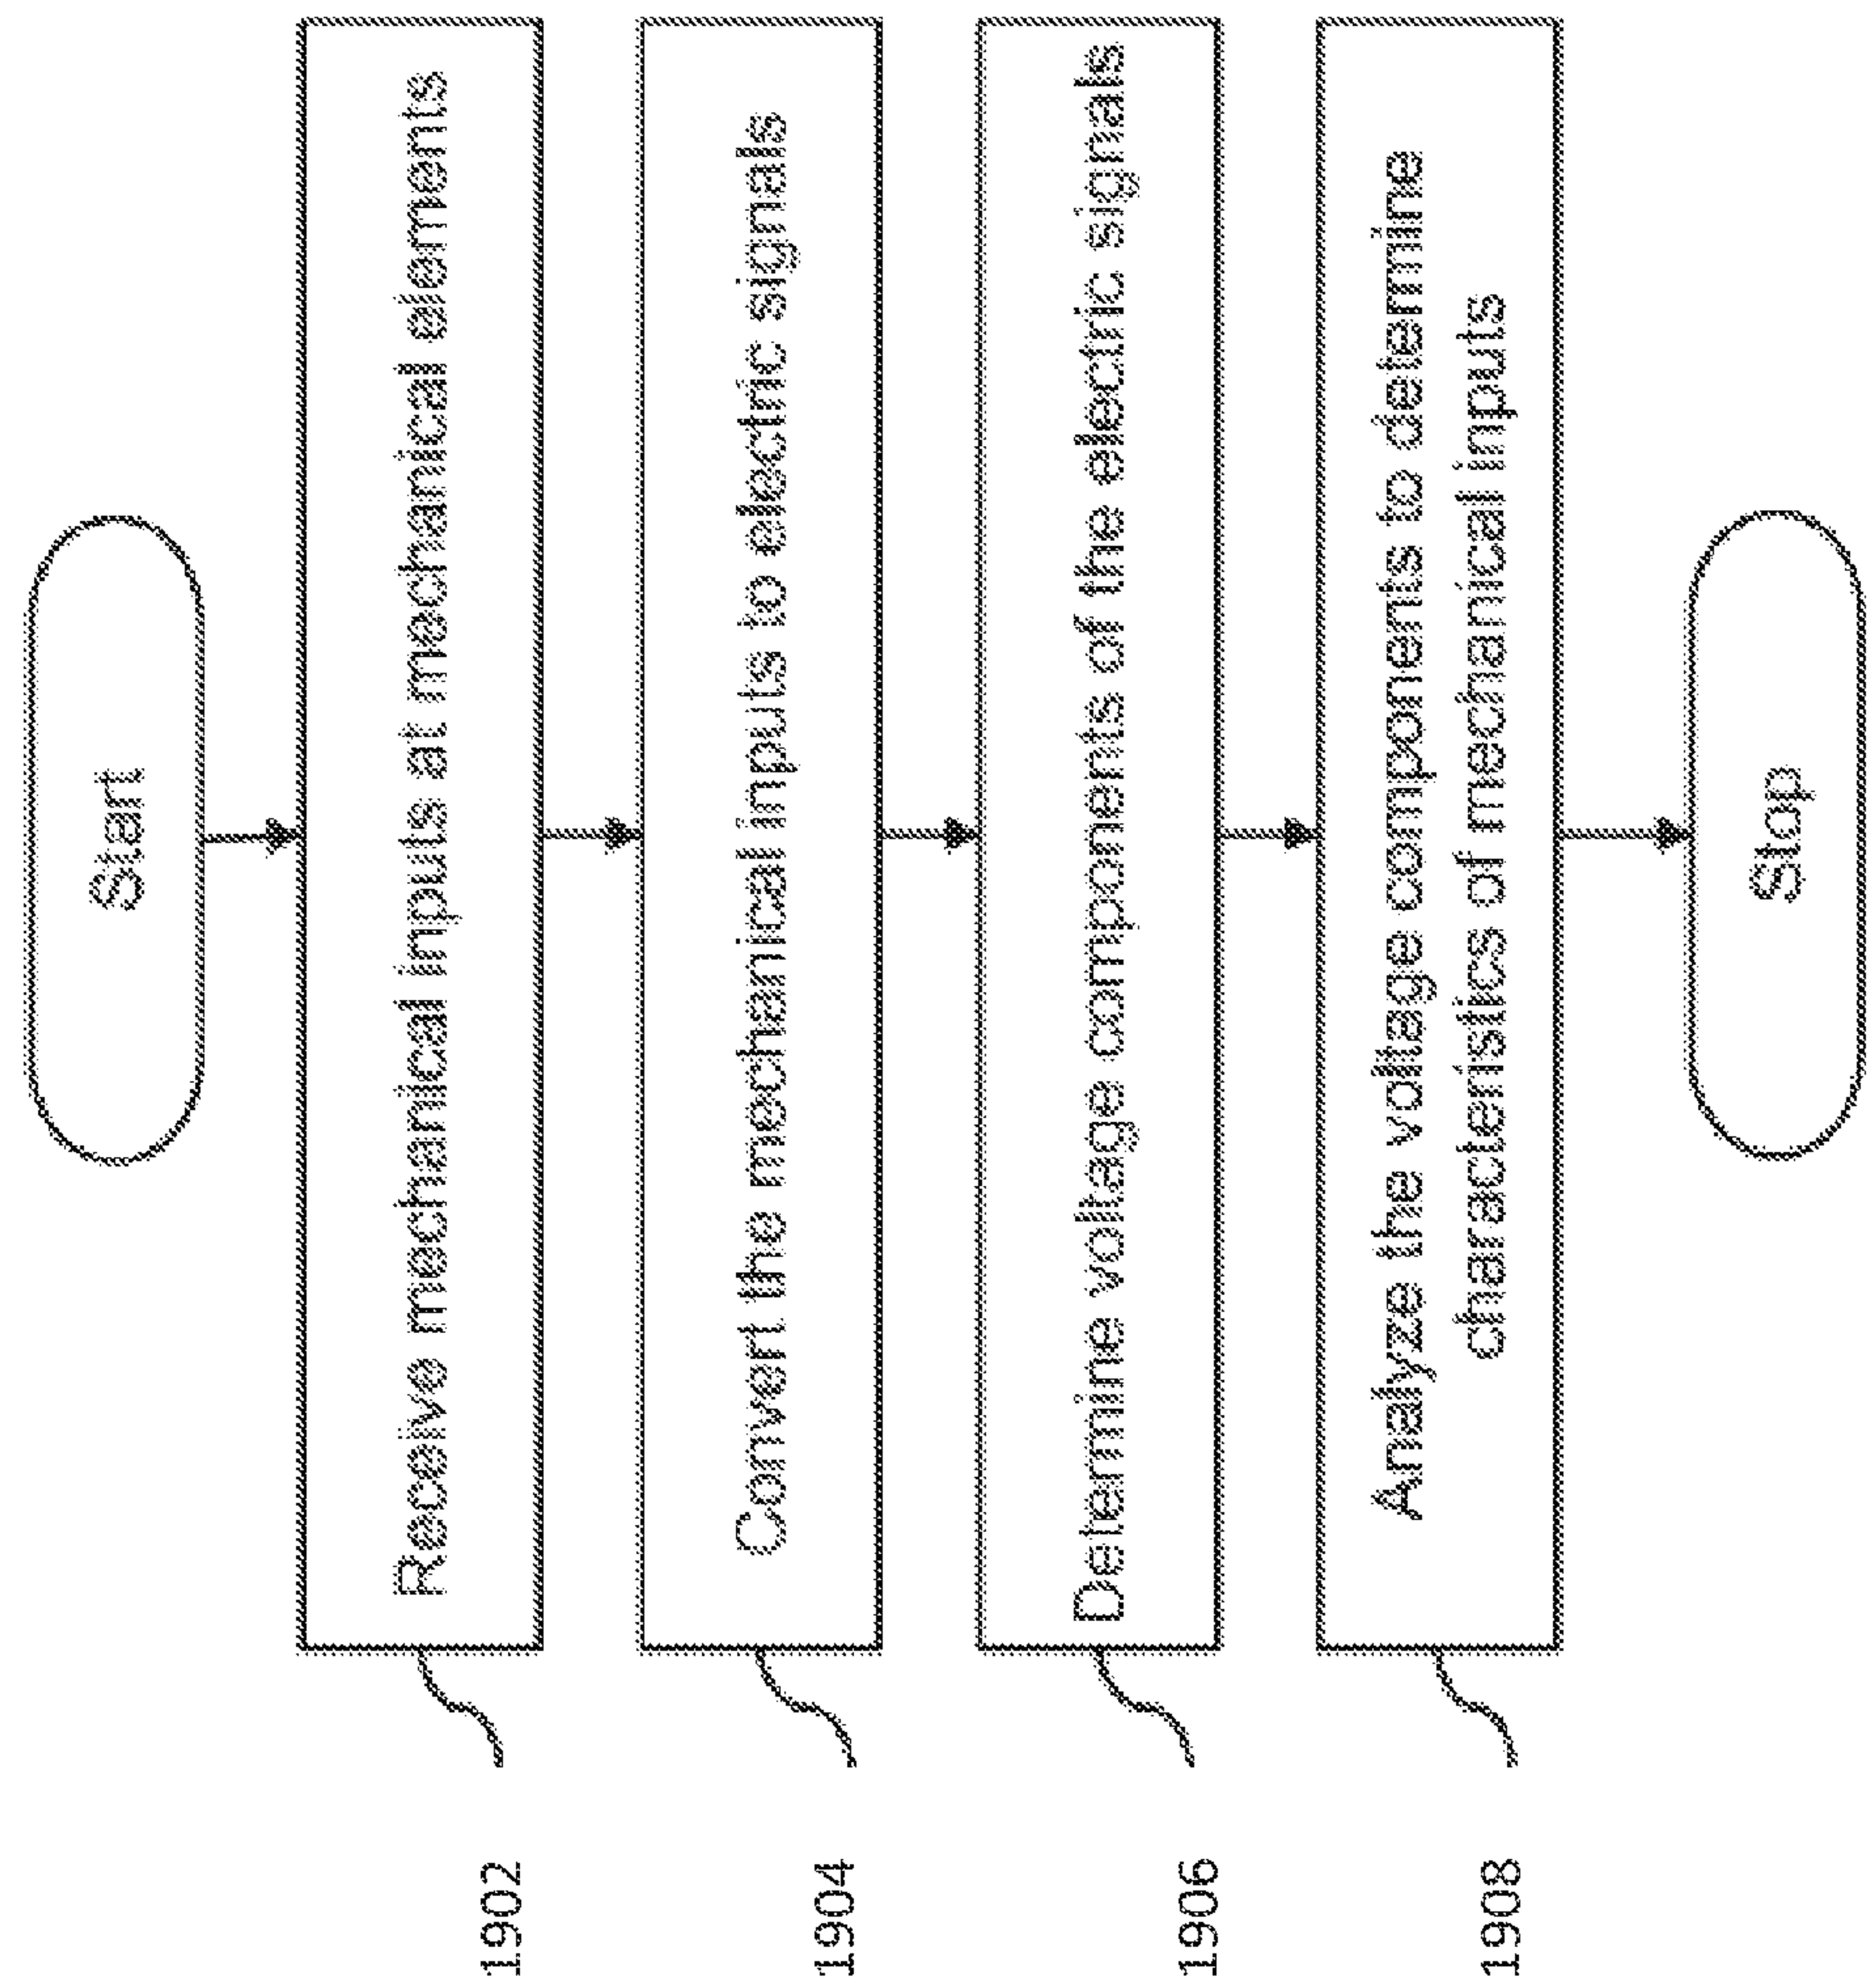 Start
Receive mechanical inputs at mechanical elements
1902
Convert the mechanical inputs to electric signals
1904
Determine voltage components of the electric signals
1906
Analyze the voltage components to determine
characteristics of mechanical inputs
1908
Stop